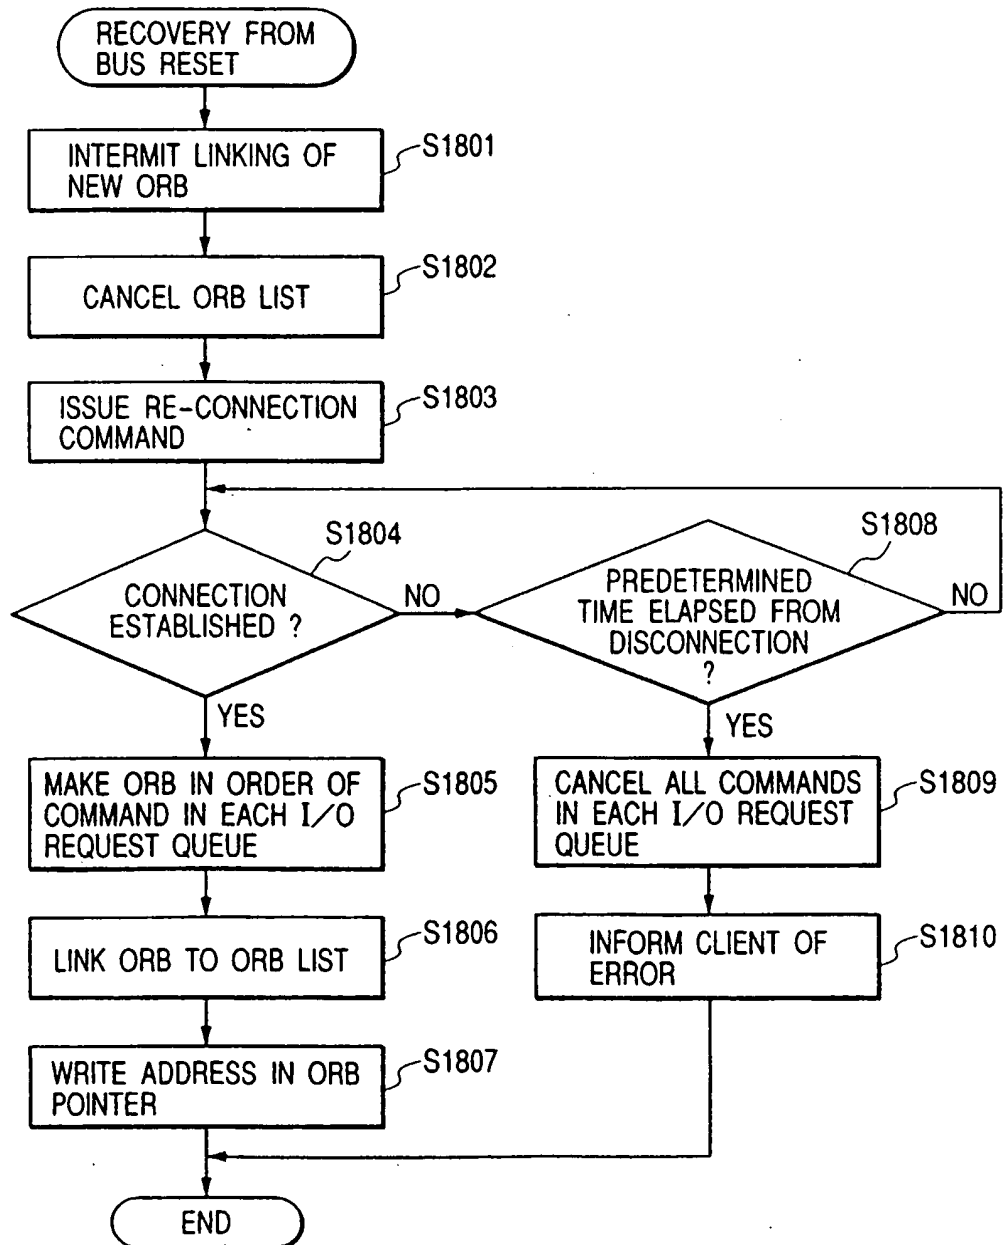 RECOVERY FROM
BUS RESET
INTERMIT LINKING OF
NEW ORB
S1801
CANCEL ORB LIST
S1802
ISSUE RE-CONNECTION
COMMAND
S1803
CONNECTION
ESTABLISHED ?
S1804
NO
YES
PREDETERMINED
TIME ELAPSED FROM
DISCONNECTION
?
S1808
NO
YES
MAKE ORB IN ORDER OF
COMMAND IN EACH I/O
REQUEST QUEUE
S1805
CANCEL ALL COMMANDS
IN EACH I/O REQUEST
QUEUE
S1809
LINK ORB TO ORB LIST
S1806
INFORM CLIENT OF
ERROR
S1810
WRITE ADDRESS IN ORB
POINTER
S1807
END